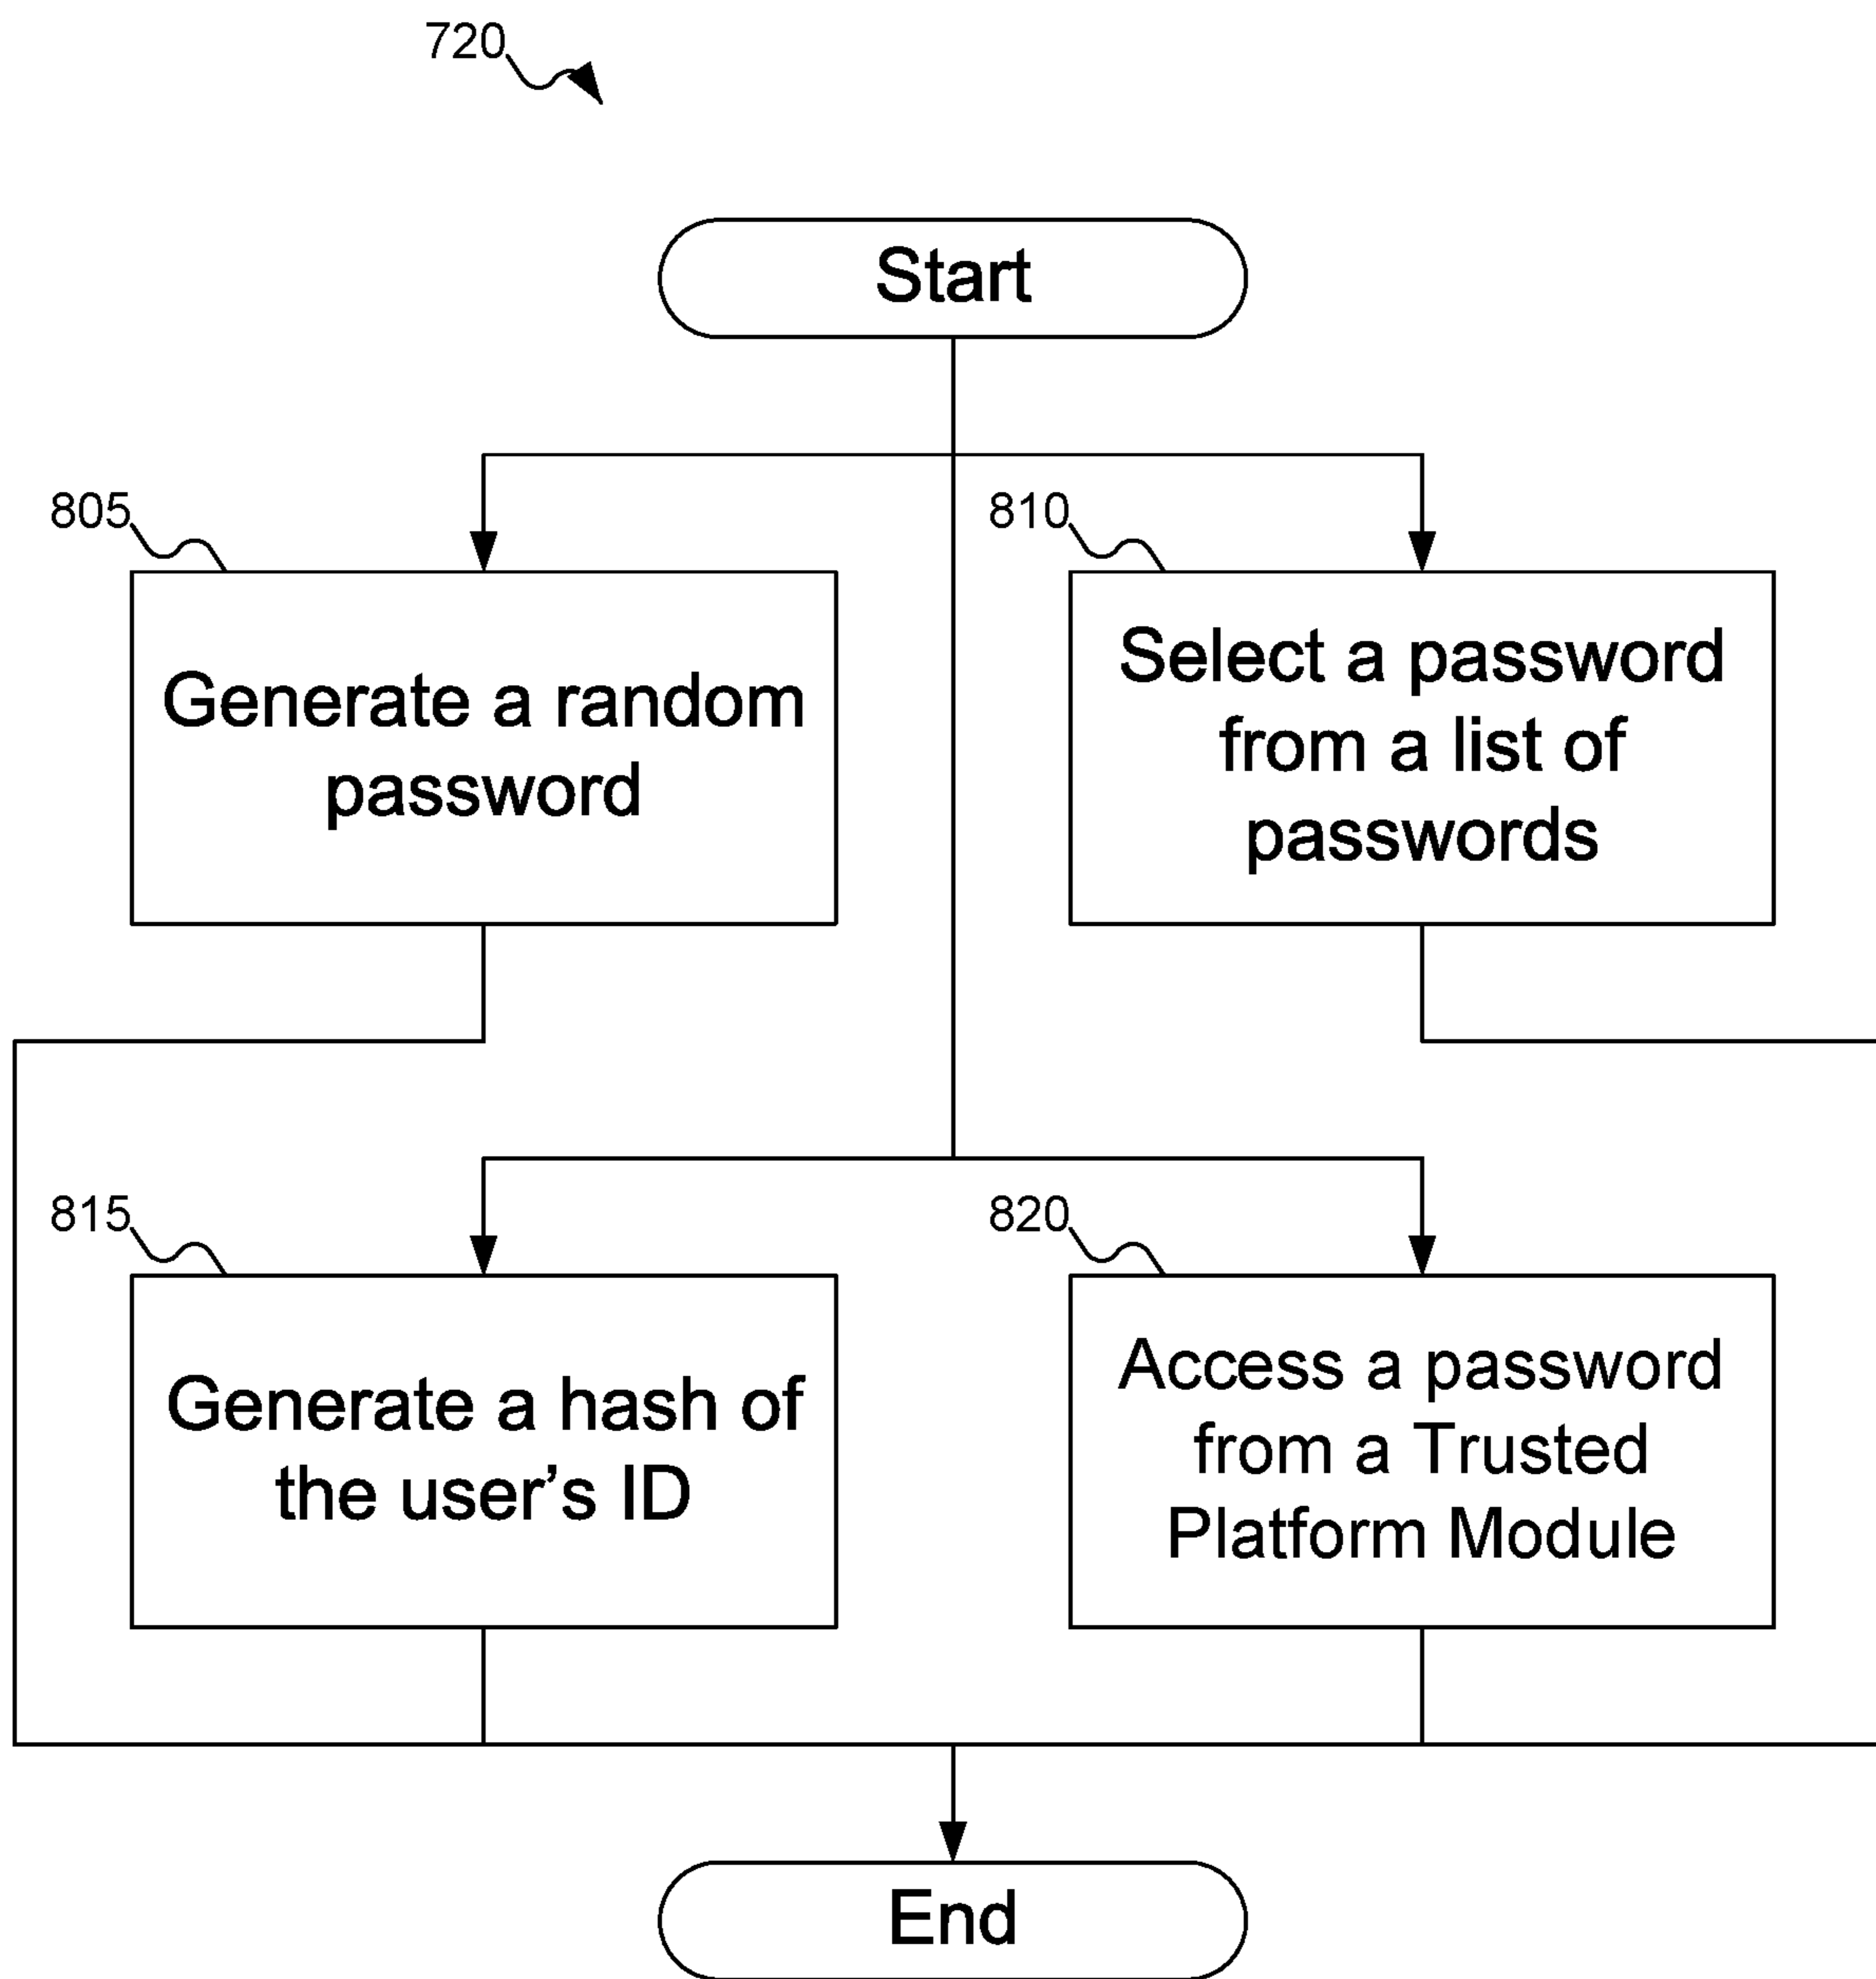 720
Start
805
810
Generate a random
password
Select a password
from a list of
passwords
815
820
Generate a hash of
the user’s ID
Access a password
from a Trusted
Platform Module
End